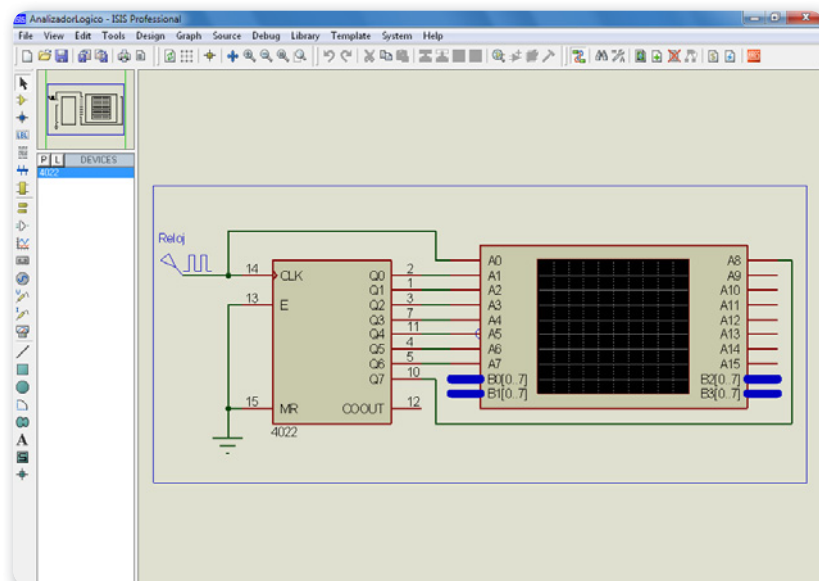 AnalizadorLogico - ISIS Professional
File View Edit Tools Design Graph Source Debug Library Template System Help
P L DEVICES
4022
Reloj
14 CLK
13 E
15 MR
Q0 2
Q1 1
Q2 3
Q3 7
Q4 11
Q5 4
Q6 5
Q7 10
COOUT 12
4022
A0
A1
A2
A3
A4
A5
A6
A7
B0[0..7]
B1[0..7]
A8
A9
A10
A11
A12
A13
A14
A15
B2[0..7]
B3[0..7]
LBL
A
S